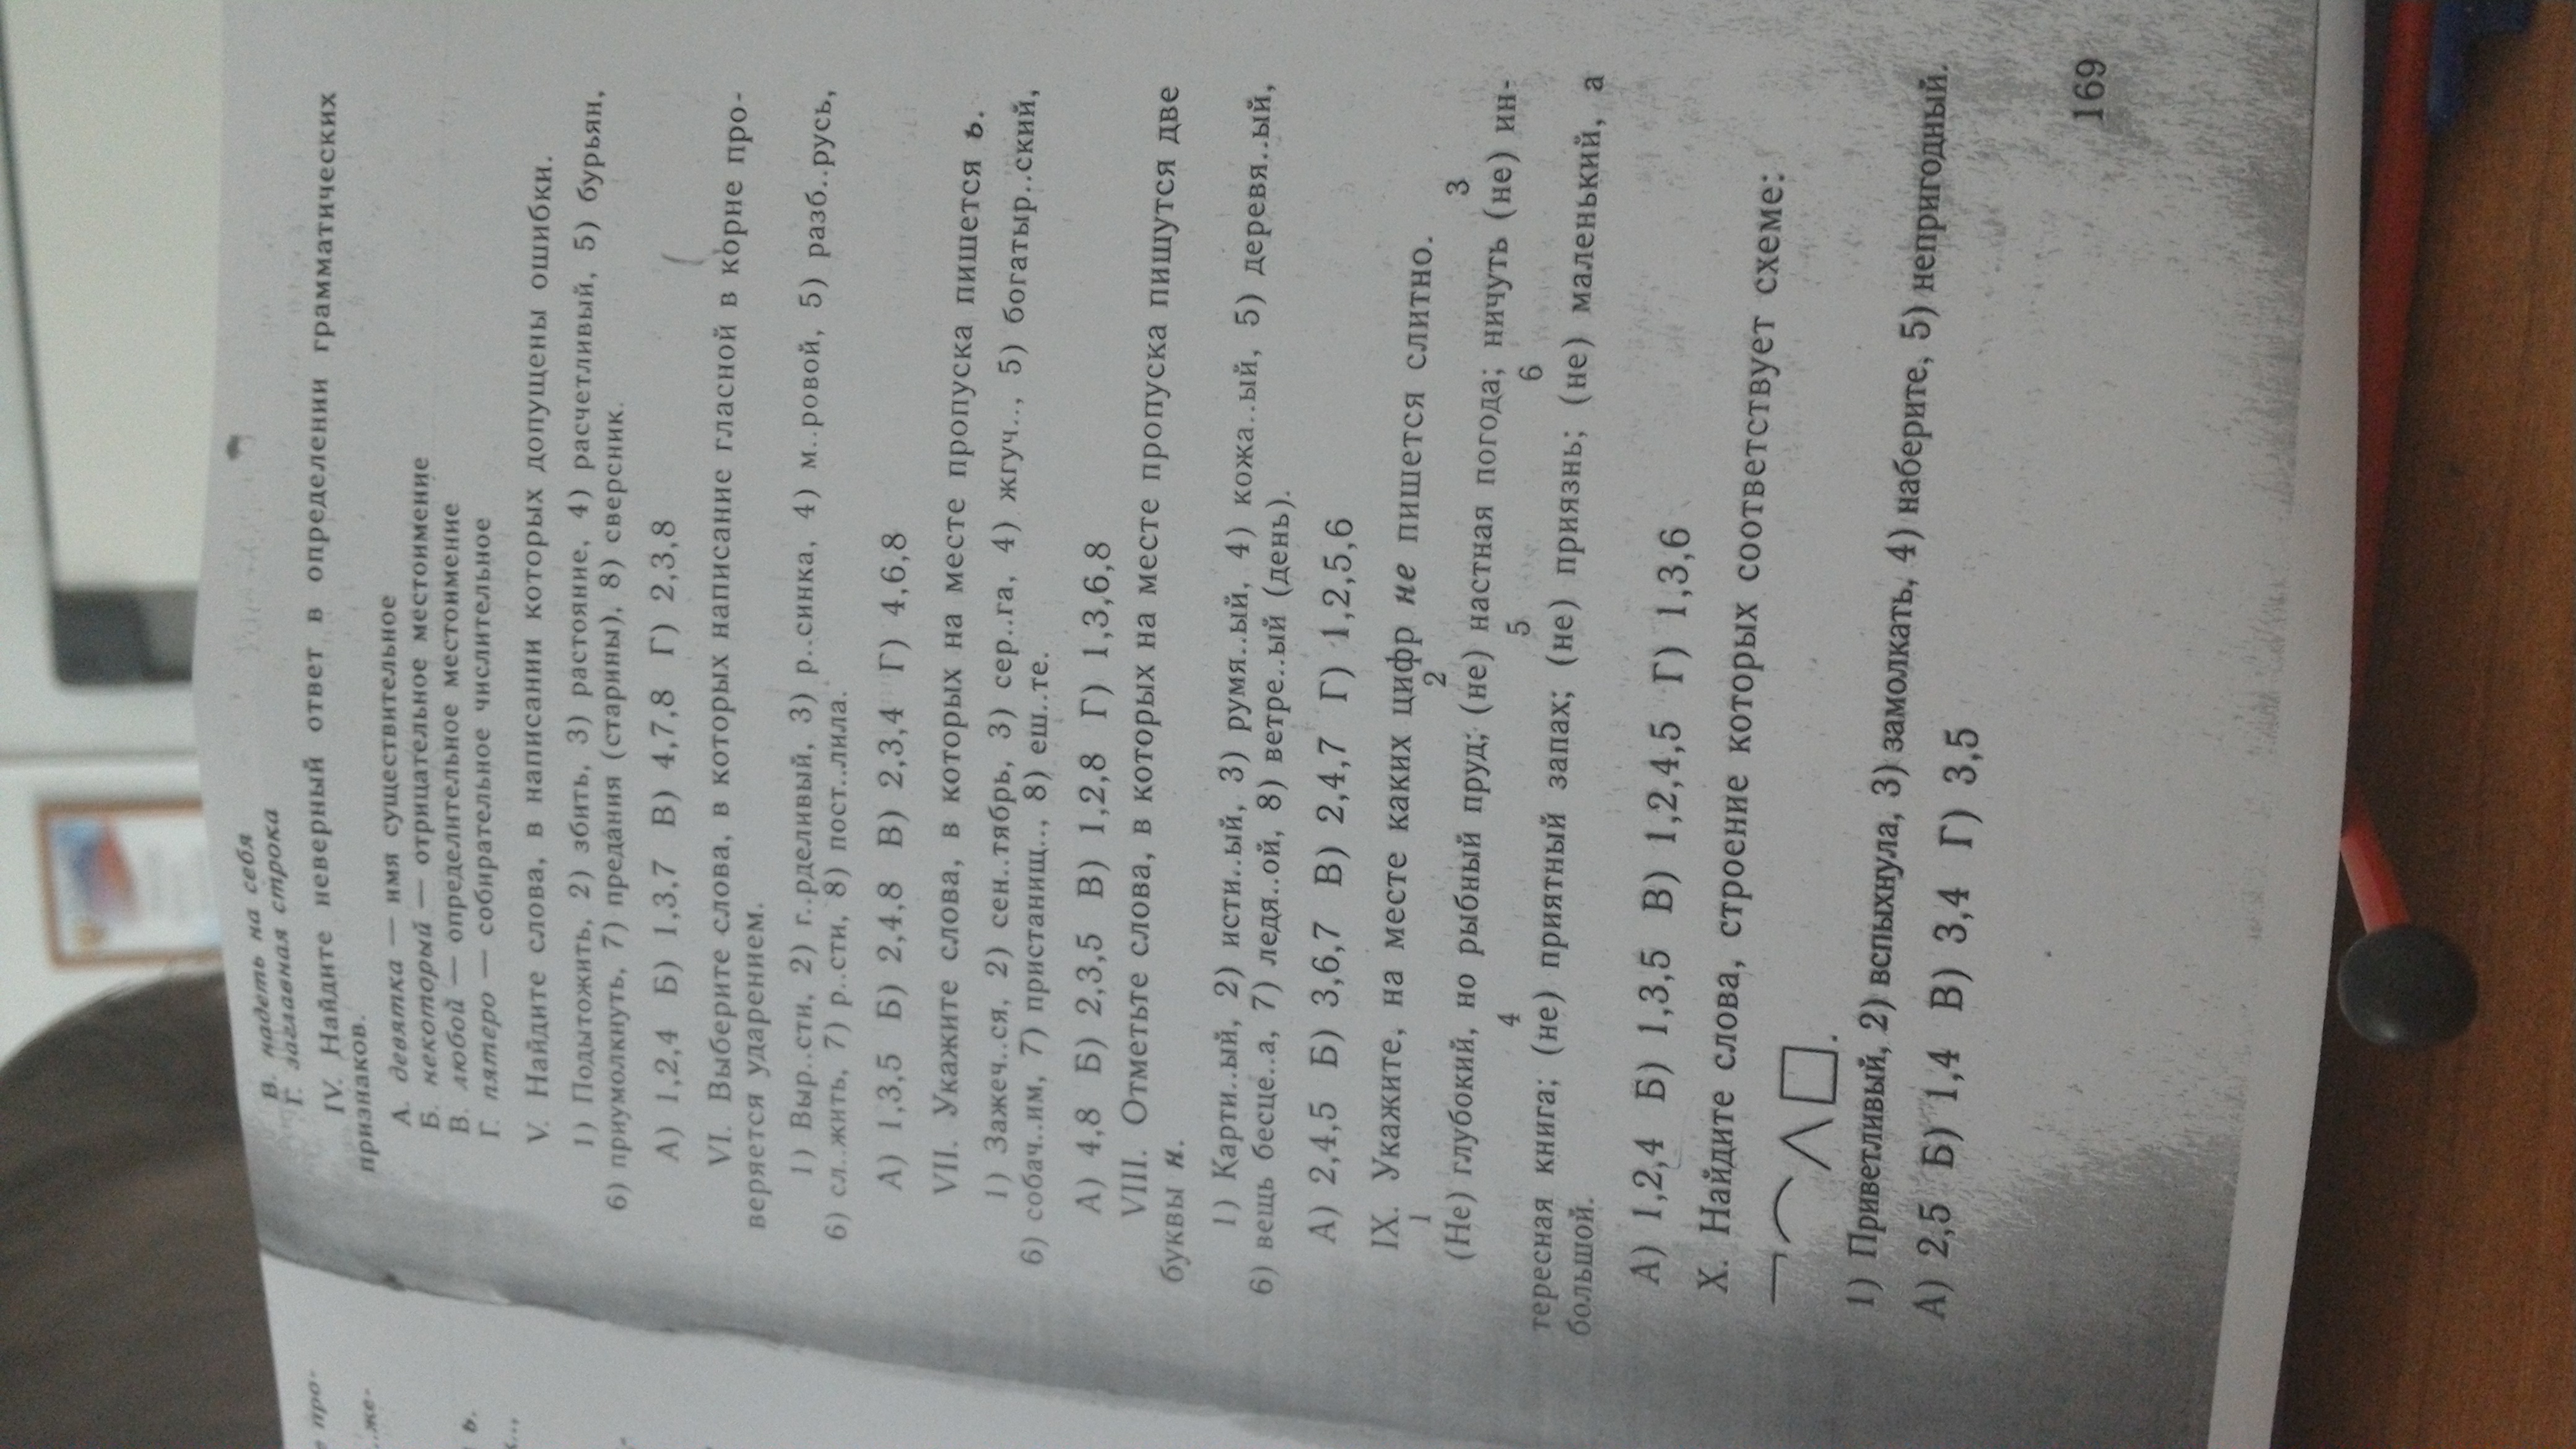 В. надеть на себя
Г. заглавная строка
IV. Найдите неверный ответ в определении грамматических
признаков.
А. девятка — имя существительное
Б. некоторый — отрицательное местоимение
В. любой — определительное местоимение
Г. пятеро — собирательное числительное
V. Найдите слова, в написании которых допущены ошибки.
1) Подытожить, 2) збить, 3) растояние, 4) расчетливый, 5) бурьян,
6) приумолкнуть, 7) предания (старины), 8) сверсник.
А) 1,2,4 Б) 1,3,7 В) 4,7,8 Г) 2,3,8
VI. Выберите слова, в которых написание гласной в корне про-
веряется ударением.
1) Выр..сти, 2) г..рделивый, 3) р..синка, 4) м..ровой, 5) разб..русь,
6) сл..жить, 7) р..сти, 8) пост..лила.
А) 1,3,5 Б) 2,4,8 В) 2,3,4 Г) 4,6,8
VII. Укажите слова, в которых на месте пропуска пишется ь.
1) Зажеч..ся, 2) сен..тябрь, 3) сер..га, 4) жгуч.., 5) богатыр..ский,
6) собач..им, 7) пристанищ.., 8) еш..те.
А) 4,8 Б) 2,3,5 В) 1,2,8 Г) 1,3,6,8
VIII. Отметьте слова, в которых на месте пропуска пишутся две
буквы н.
1) Карти..ый, 2) исти..ый, 3) румя..ый, 4) кожа..ый, 5) деревя..ый,
6) вещь бесце..а, 7) ледя..ой, 8) ветре..ый (день).
А) 2,4,5 Б) 3,6,7 В) 2,4,7 Г) 1,2,5,6
IX. Укажите, на месте каких цифр не пишется слитно.
1 2 3
(Не) глубокий, но рыбный пруд; (не) настная погода; ничуть (не) ин-
4 5 6
тересная книга; (не) приятный запах; (не) приязнь; (не) маленький, а
большой.
А) 1,2,4 Б) 1,3,5 В) 1,2,4,5 Г) 1,3,6
X. Найдите слова, строение которых соответствует схеме:
1) Приветливый, 2) вспыхнула, 3) замолкать, 4) наберите, 5) непригодный.
А) 2,5 Б) 1,4 В) 3,4 Г) 3,5
169
про-
..же-
ь.